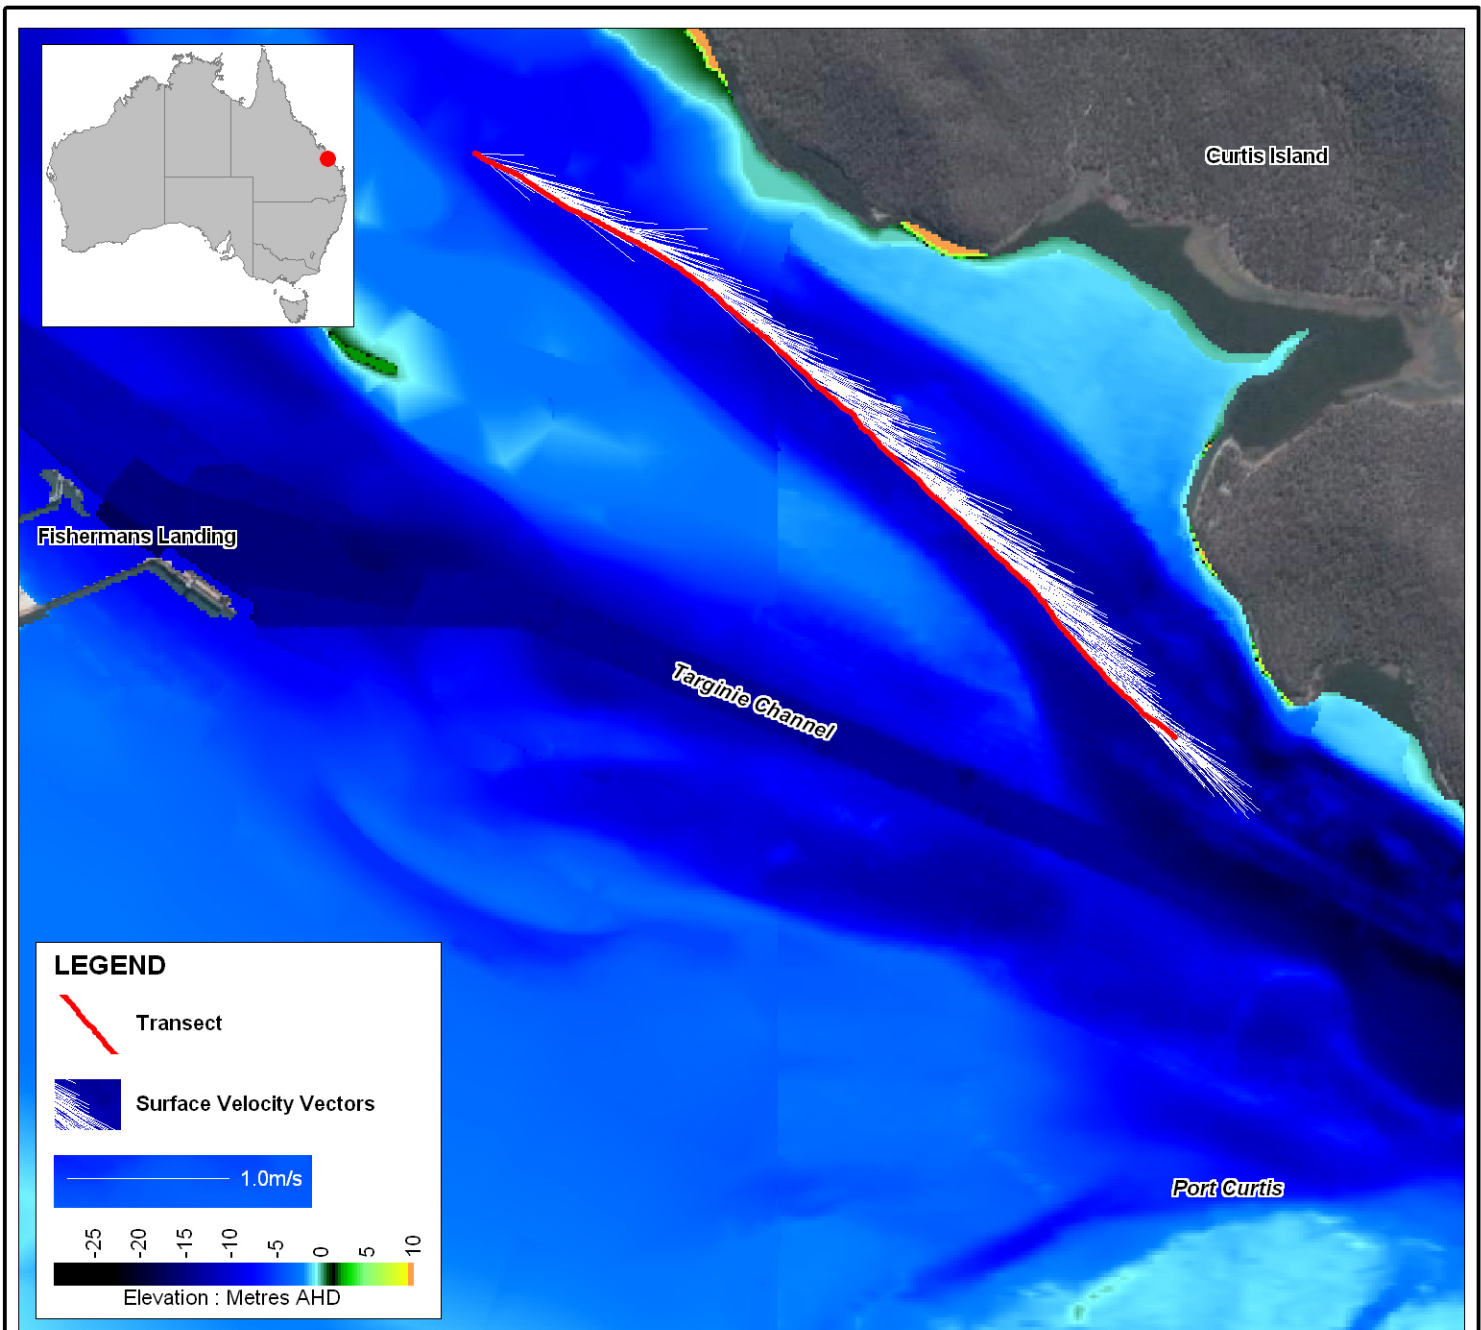 Curtis Island
Fishermans Landing
Targinie Channel
LEGEND
Transect
Surface Velocity Vectors
1.0m/s
-25 -20 -15 -10 -5 0 5 10
Elevation : Metres AHD
Port Curtis